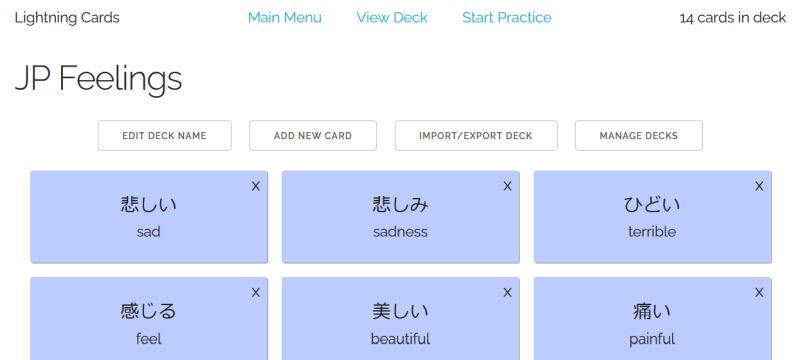 Lightning Cards Main Menu View Deck Start Practice 14 cards in deck
JP Feelings
EDIT DECK NAME ADD NEW CARD IMPORT/EXPORT DECK MANAGE DECKS
X X X
悲しい 悲しみ ひどい
sad sadness terrible
X X X
感じる 美しい 痛い
feel beautiful painful